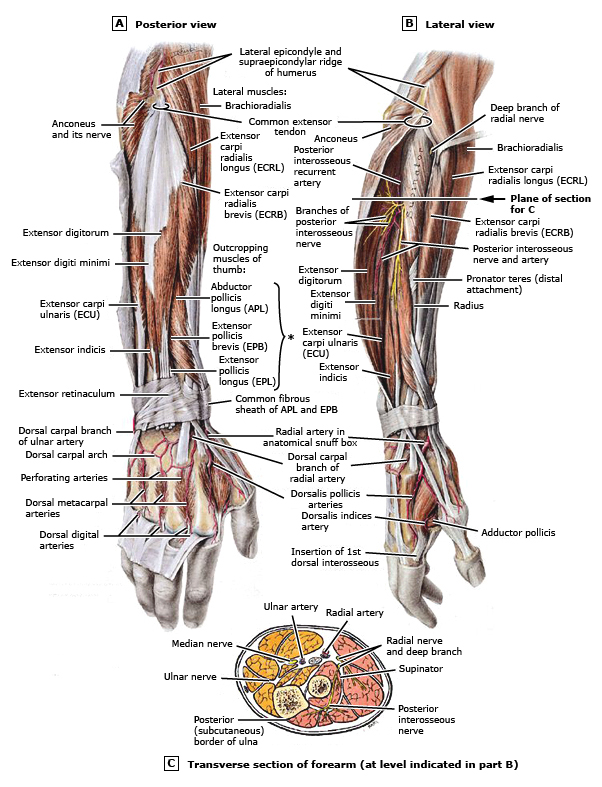 A Posterior view
B Lateral view
Lateral epicondyle and
supraepicondylar ridge
of humerus
Lateral muscles:
Brachioradialis
Common extensor
tendon
Anconeus
and its nerve
Extensor
carpi
radialis
longus (ECRL)
Extensor carpi
radialis
brevis (ECRB)
Extensor digitorum
Outcropping
muscles of
thumb:
Extensor digiti minimi
Abductor
pollicis
longus (APL)
Extensor carpi
ulnaris (ECU)
Extensor
pollicis
brevis (EPB)
*
Extensor indicis
Extensor
pollicis
longus (EPL)
Extensor retinaculum
Common fibrous
sheath of APL and EPB
Dorsal carpal branch
of ulnar artery
Radial artery in
anatomical snuff box
Dorsal carpal arch
Dorsal carpal
branch of
radial artery
Perforating arteries
Dorsal metacarpal
arteries
Dorsalis pollicis
arteries
Dorsalis indices
artery
Dorsal digital
arteries
Insertion of 1st
dorsal interosseous
Anconeus
Posterior
interosseous
recurrent
artery
Branches of
posterior
interosseous
nerve
Extensor
digitorum
Extensor
digiti
minimi
Extensor
carpi ulnaris
(ECU)
Extensor
indicis
Supinator
Deep branch of
radial nerve
Brachioradialis
Extensor carpi
radialis longus (ECRL)
Plane of section
for C
Extensor carpi
radialis brevis (ECRB)
Posterior interosseous
nerve and artery
Pronator teres (distal
attachment)
Radius
Adductor pollicis
Ulnar artery
Radial artery
Median nerve
Radial nerve
and deep branch
Ulnar nerve
Supinator
Posterior
(subcutaneous)
border of ulna
Posterior
interosseous
nerve
C Transverse section of forearm (at level indicated in part B)